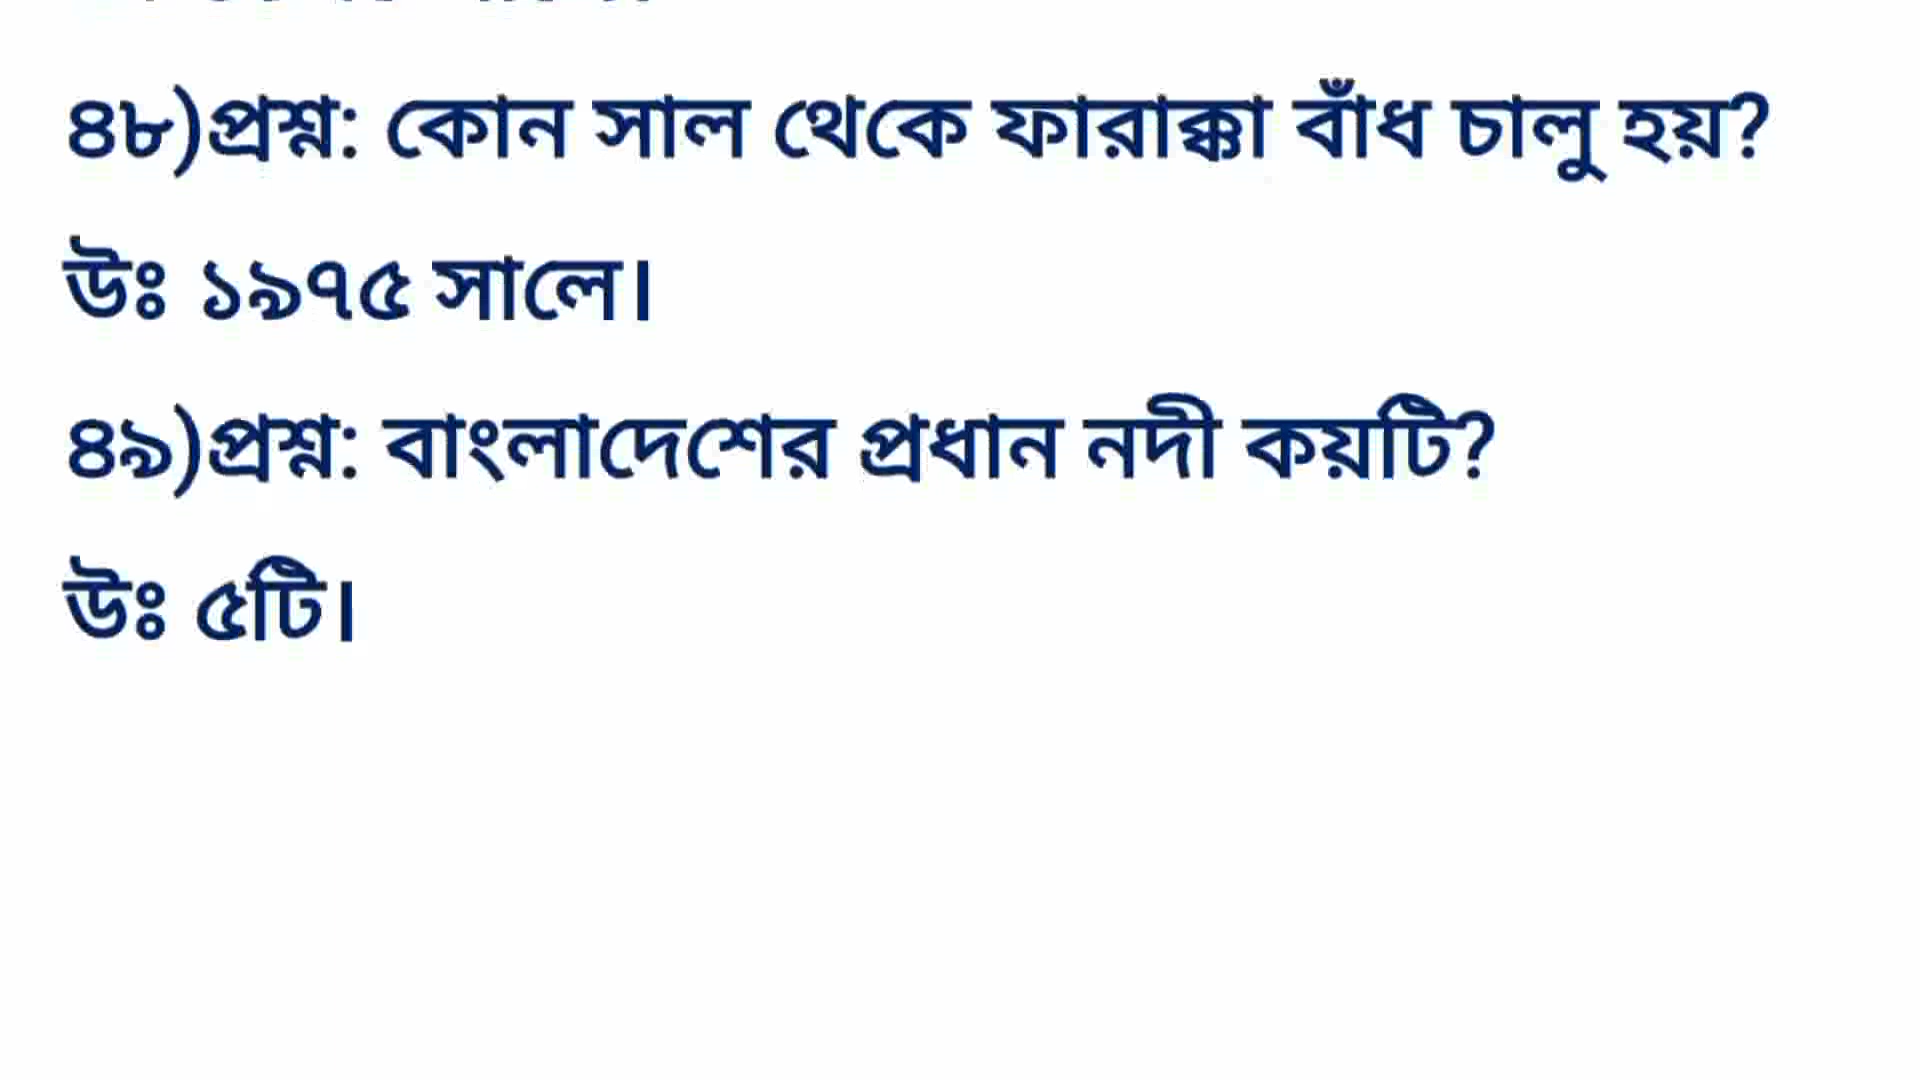 ৪৮)প্রশ্ন: কোন সাল থেকে ফারাক্কা বাঁধ চালু হয়?
উঃ ১৯৭৫ সালে।
৪৯)প্রশ্ন: বাংলাদেশের প্রধান নদী কয়টি?
উঃ ৫টি।